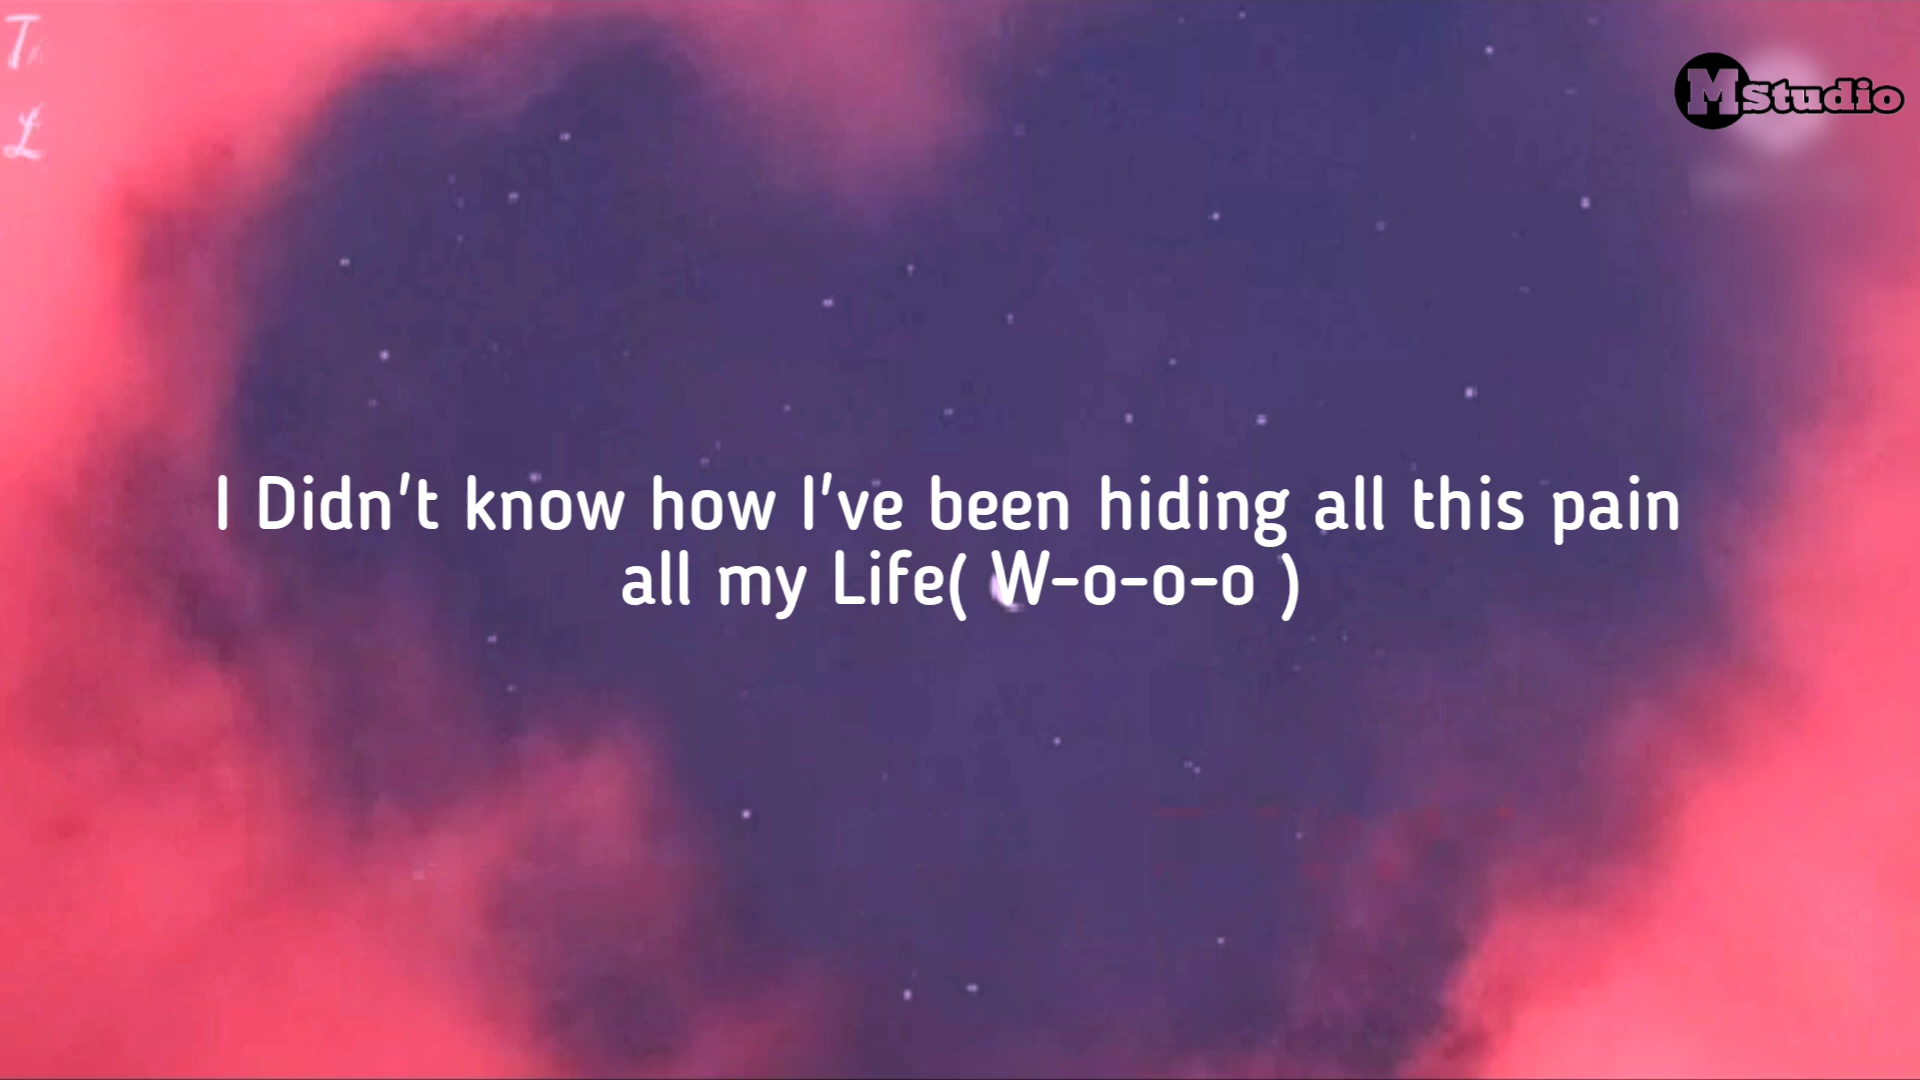 Mstudio
I Didn't know how I've been hiding all this pain
all my Life( W-o-o-o )